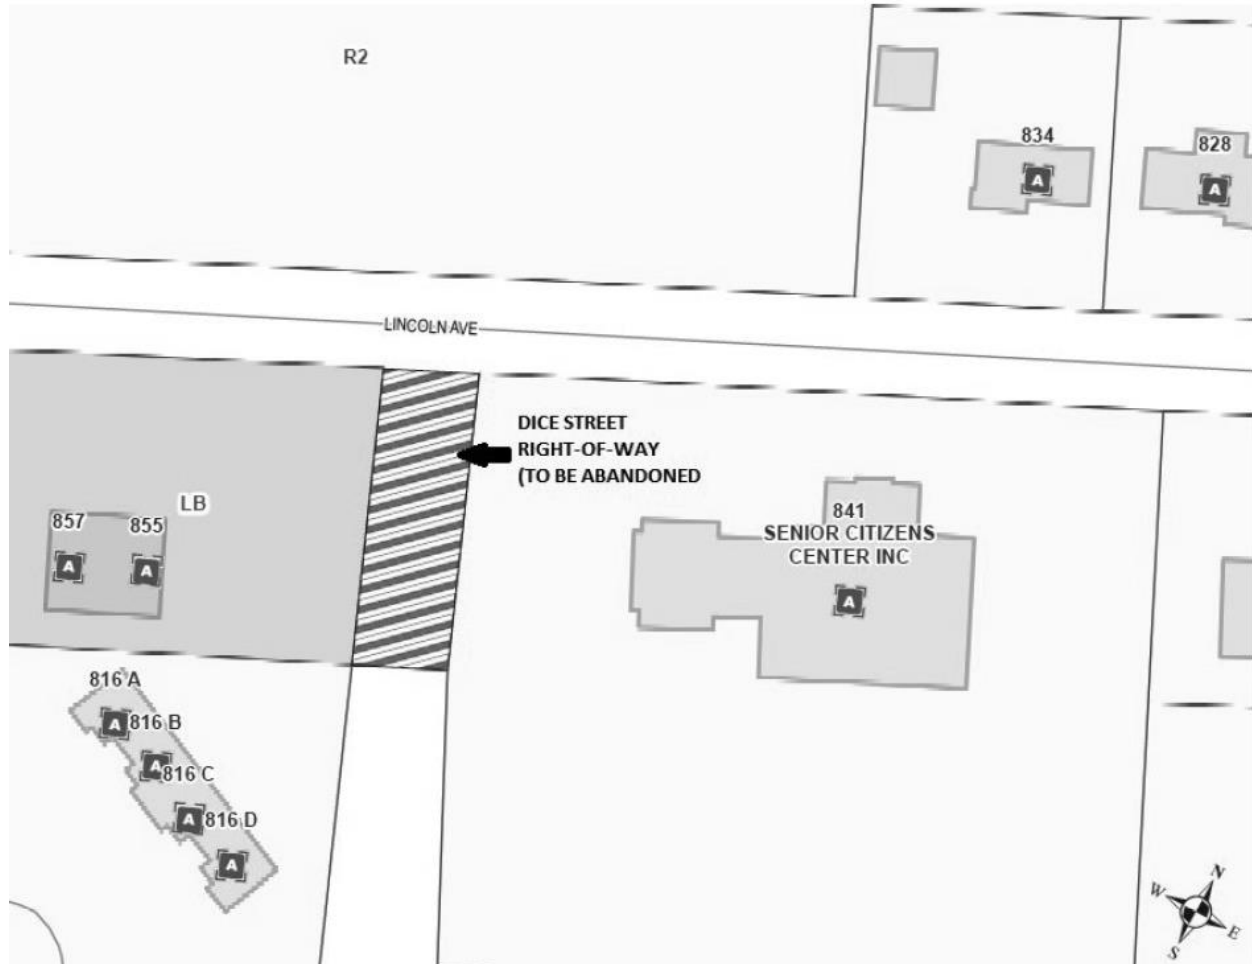 R2
834
828
A
A
LINCOLN AVE
DICE STREET
RIGHT-OF-WAY
(TO BE ABANDONED
LB
857
855
A
A
841
SENIOR CITIZENS
CENTER INC
A
816 A
A
816 B
A
816 C
A
816 D
A
N
W
E
S